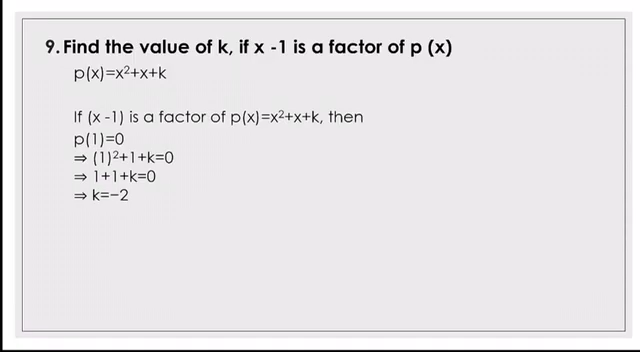 9. Find the value of k, if x -1 is a factor of p (x)
p(x)=x²+x+k
If (x -1) is a factor of p(x)=x²+x+k, then
p(1)=0
⇒ (1)²+1+k=0
⇒ 1+1+k=0
⇒ k=−2